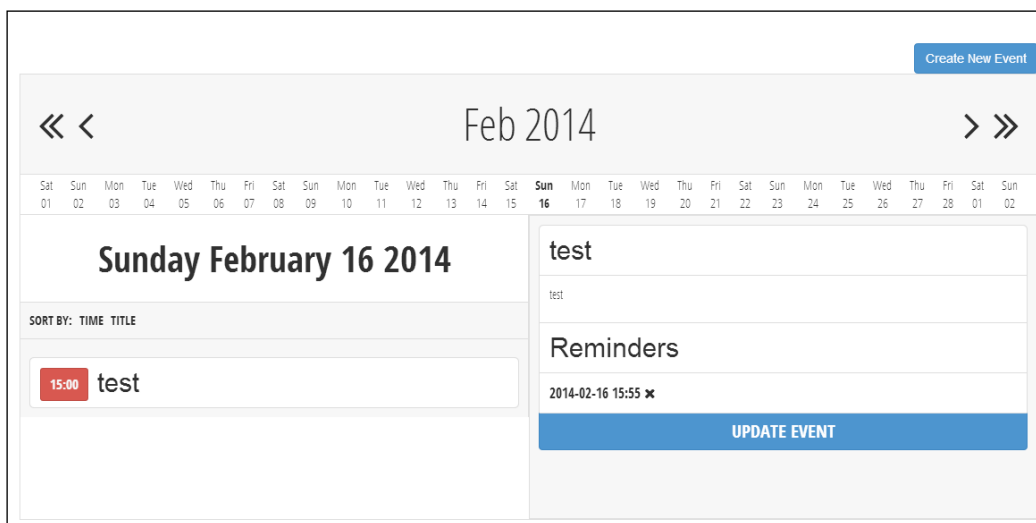 Create New Event
Feb 2014
Sat Sun Mon Tue Wed Thu Fri Sat Sun Mon Tue Wed Thu Fri Sat Sun Mon Tue Wed Thu Fri Sat Sun Mon Tue Wed Thu Fri Sat Sun
01 02 03 04 05 06 07 08 09 10 11 12 13 14 15 16 17 18 19 20 21 22 23 24 25 26 27 28 01 02
Sunday February 16 2014
SORT BY: TIME TITLE
15:00 test
test
test
Reminders
2014-02-16 15:55
UPDATE EVENT